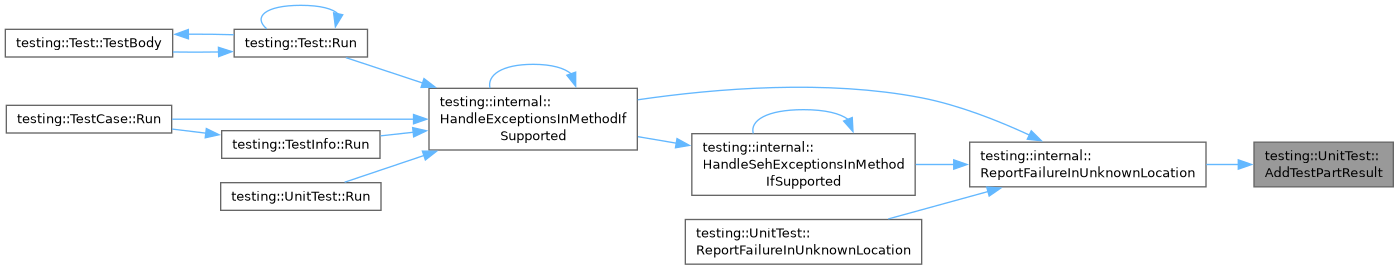 testing::Test::TestBody
testing::Test::Run
testing::TestCase::Run
testing::TestInfo::Run
testing::UnitTest::Run
testing::internal::
HandleExceptionsInMethodIf
Supported
testing::internal::
HandleSehExceptionsInMethod
IfSupported
testing::UnitTest::
ReportFailureInUnknownLocation
testing::internal::
ReportFailureInUnknownLocation
testing::UnitTest::
AddTestPartResult